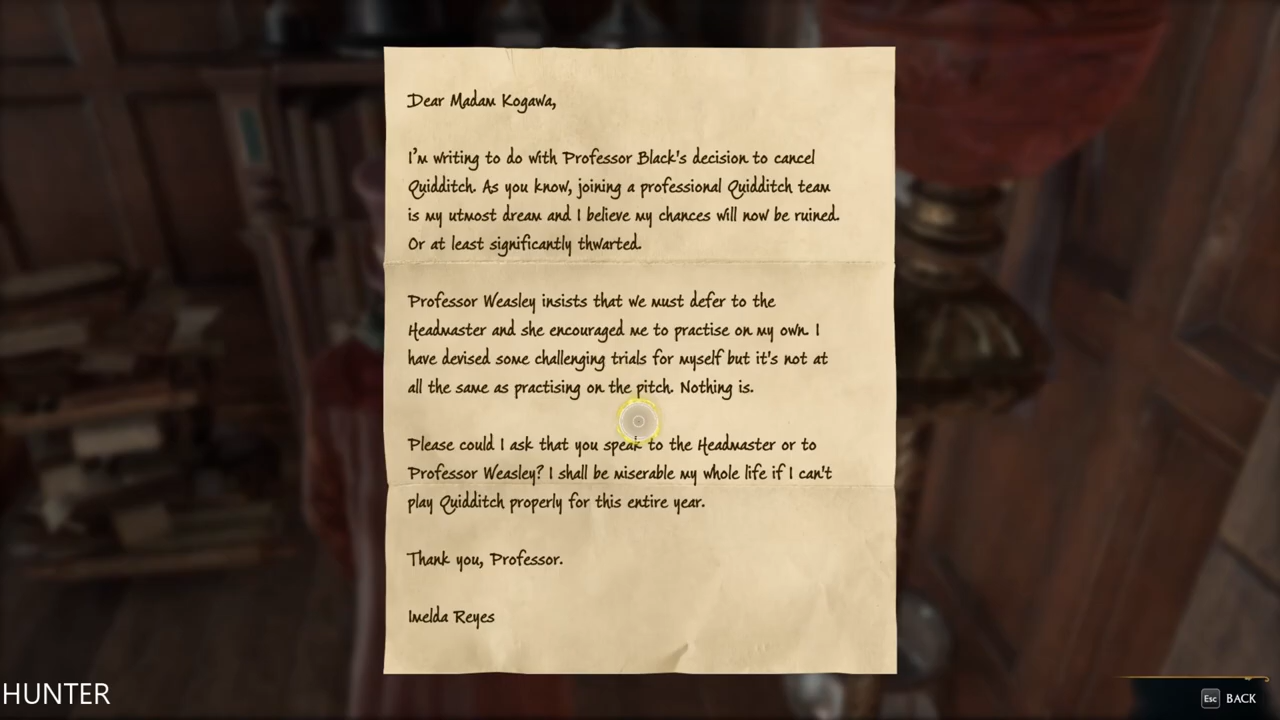 Dear Madam Kogawa,
I'm writing to do with Professor Black's decision to cancel
Quidditch. As you know, joining a professional Quidditch team
is my utmost dream and I believe my chances will now be ruined.
Or at least significantly thwarted.
Professor Weasley insists that we must defer to the
Headmaster and she encouraged me to practise on my own. I
have devised some challenging trials for myself but it's not at
all the same as practising on the pitch. Nothing is.
Please could I ask that you speak to the Headmaster or to
Professor Weasley? I shall be miserable my whole life if I can't
play Quidditch properly for this entire year.
Thank you, Professor.
Imelda Reyes
HUNTER
Esc BACK